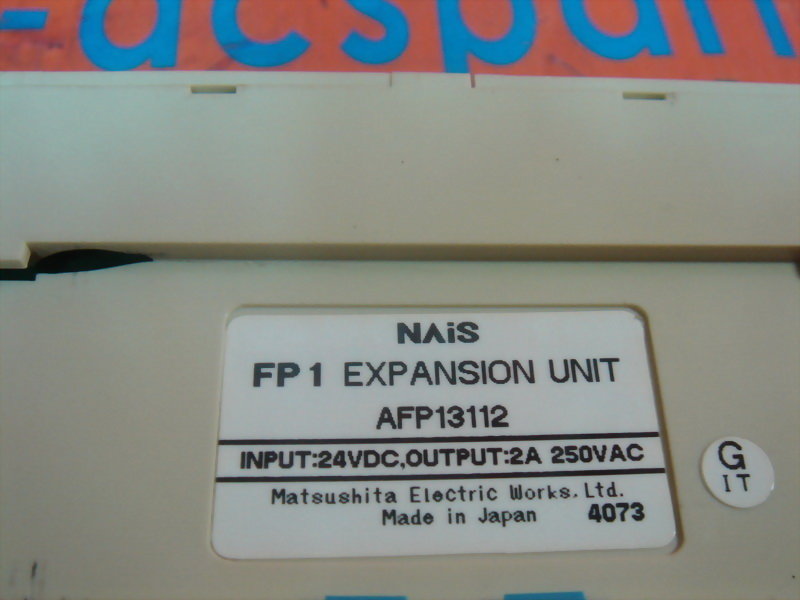 -acspan
NAiS
FP1 EXPANSION UNIT
AFP13112
INPUT:24VDC,OUTPUT:2A 250VAC
Matsushita Electric Works. Ltd.
Made in Japan 4073
G
IT